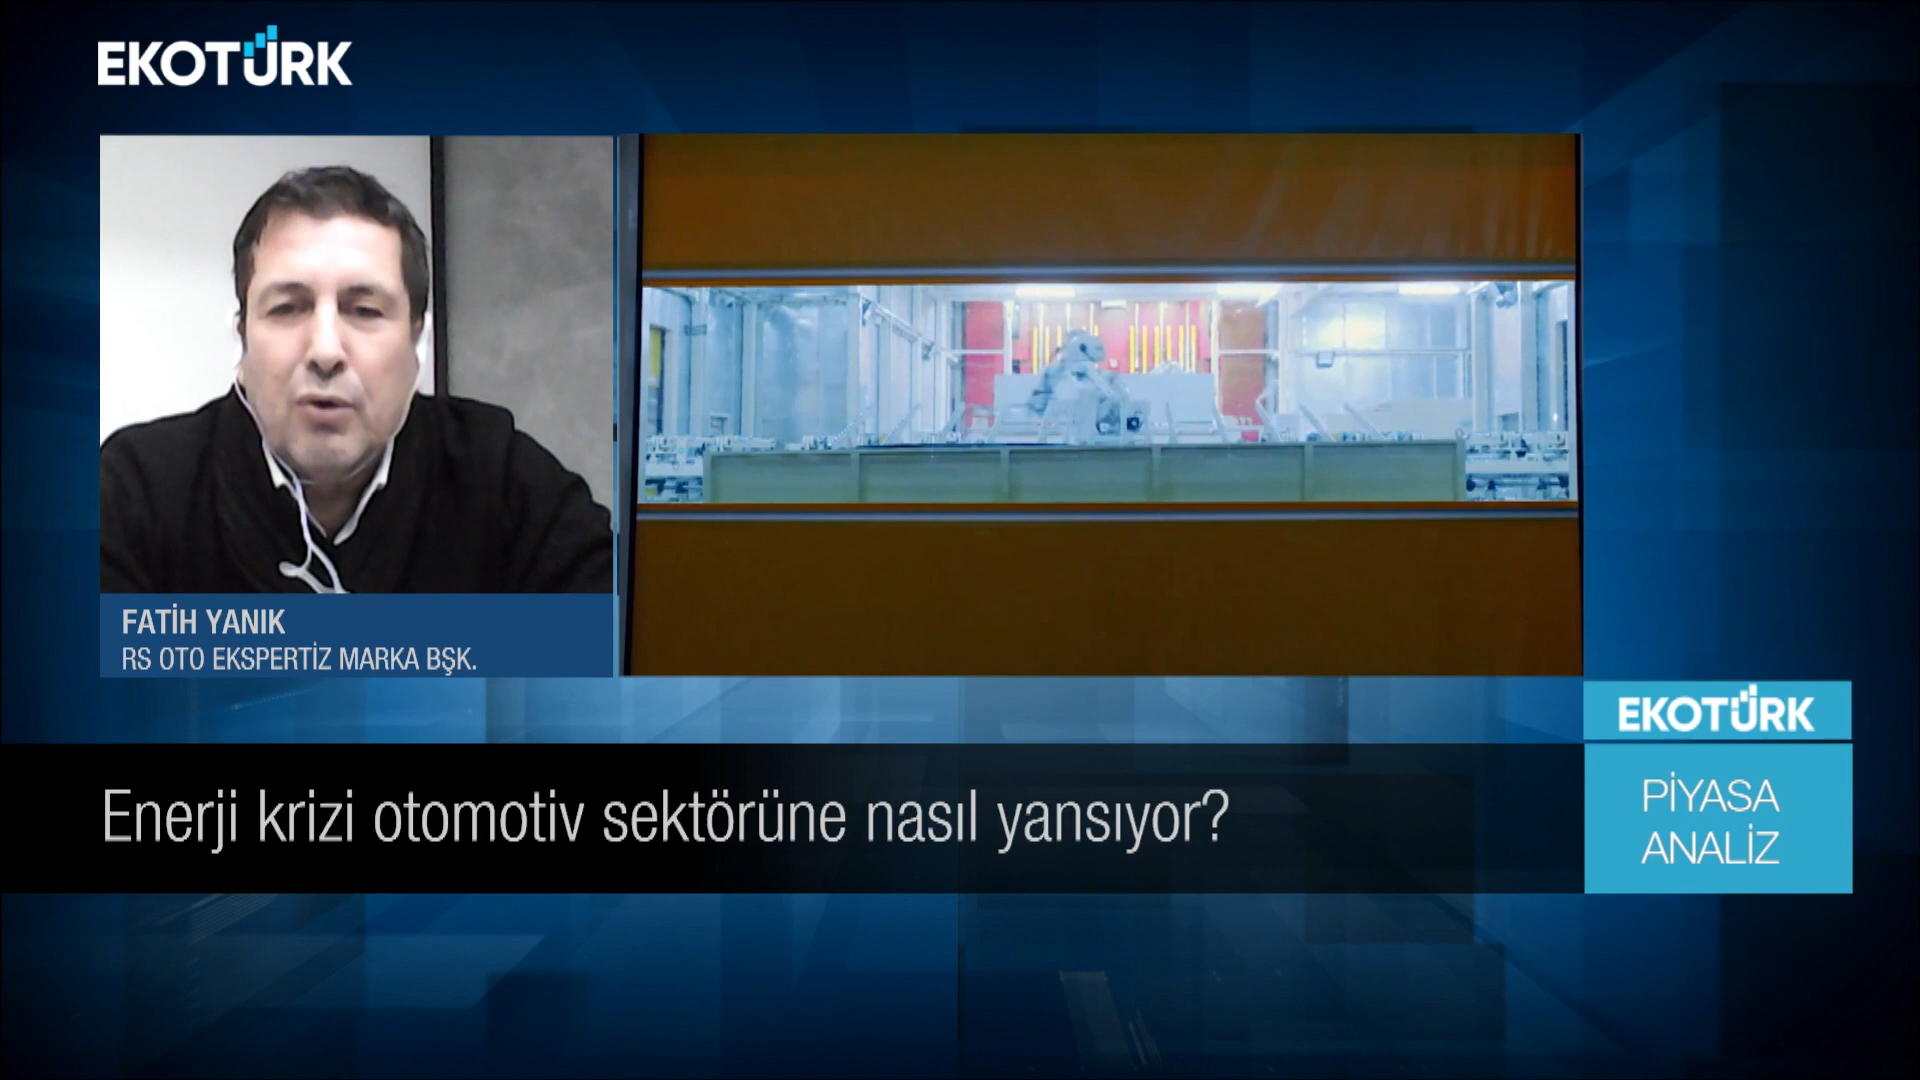 EKOTÜRK
FATİH YANIK
RS OTO EKSPERTİZ MARKA BŞK.
EKOTÜRK
Enerji krizi otomotiv sektörüne nasıl yansıyor?
PİYASA
ANALİZ